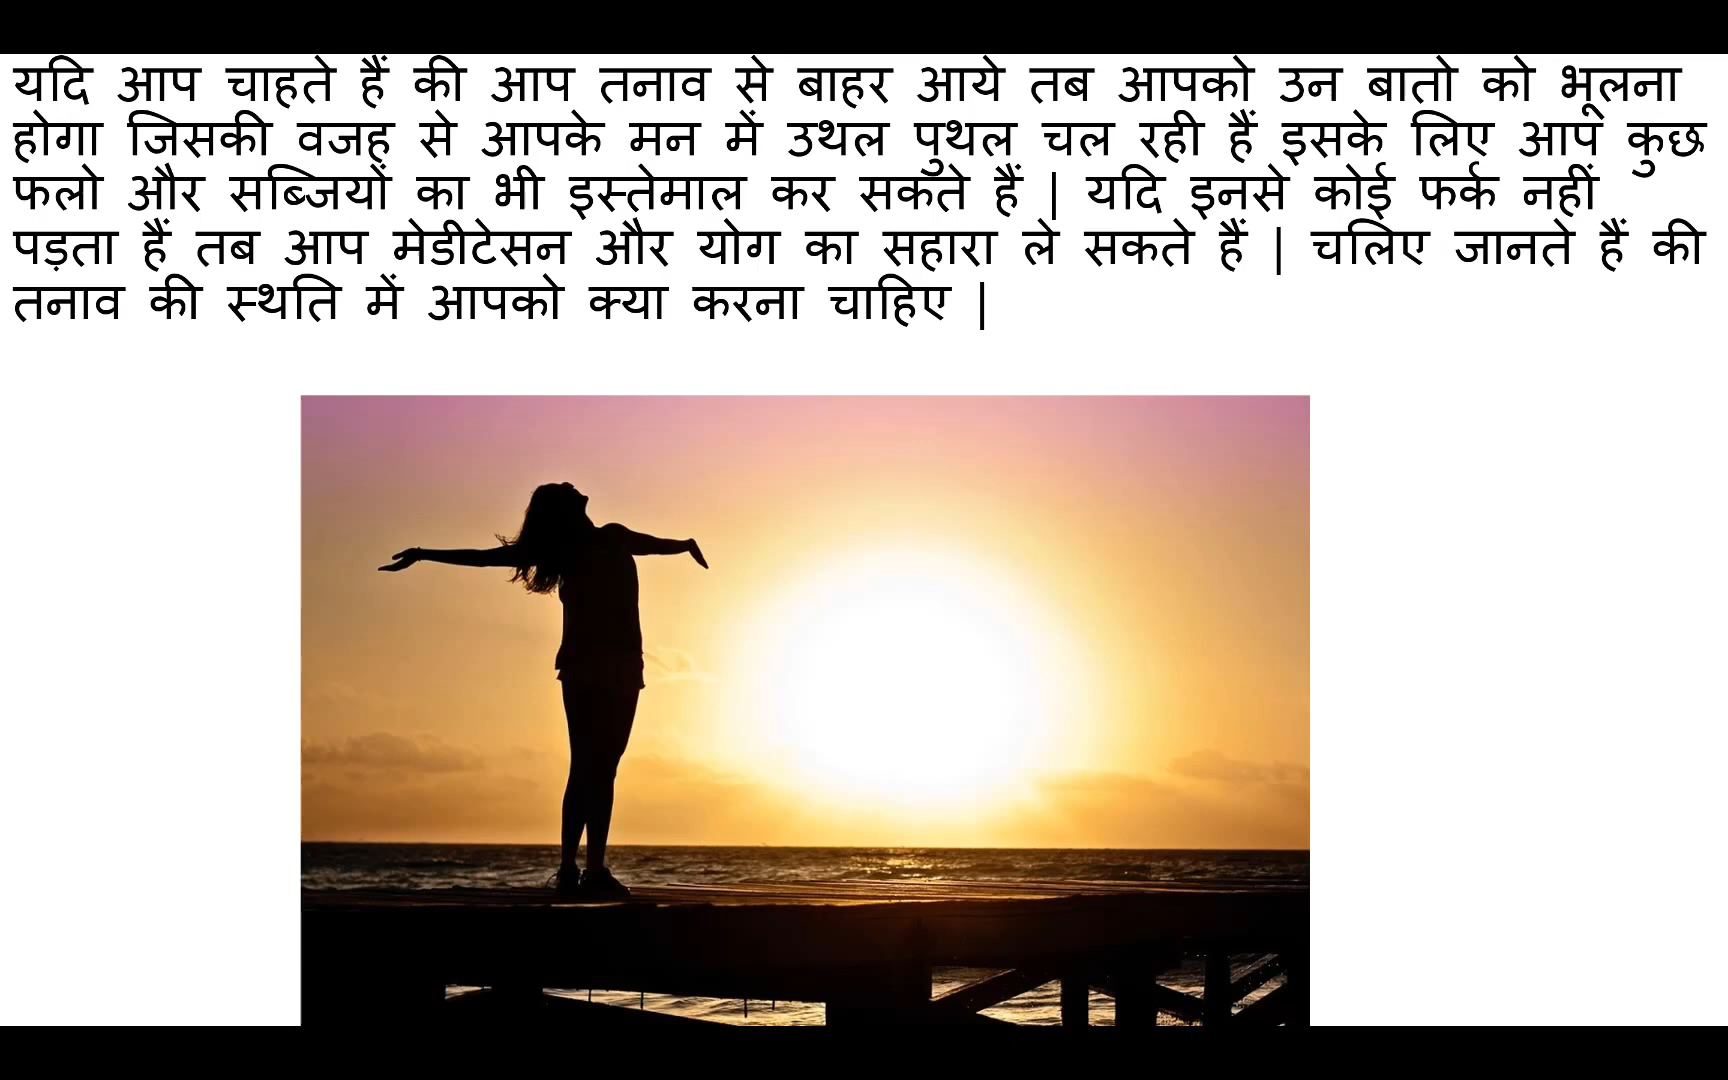 यदि आप चाहते हैं की आप तनाव से बाहर आये तब आपको उन बातो को भूलना
होगा जिसकी वजह से आपके मन में उथल पुथल चल रही हैं इसके लिए आप कुछ
फलो और सब्जियों का भी इस्तेमाल कर सकते हैं | यदि इनसे कोई फर्क नहीं
पड़ता हैं तब आप मेडीटेसन और योग का सहारा ले सकते हैं | चलिए जानते हैं की
तनाव की स्थति में आपको क्या करना चाहिए |